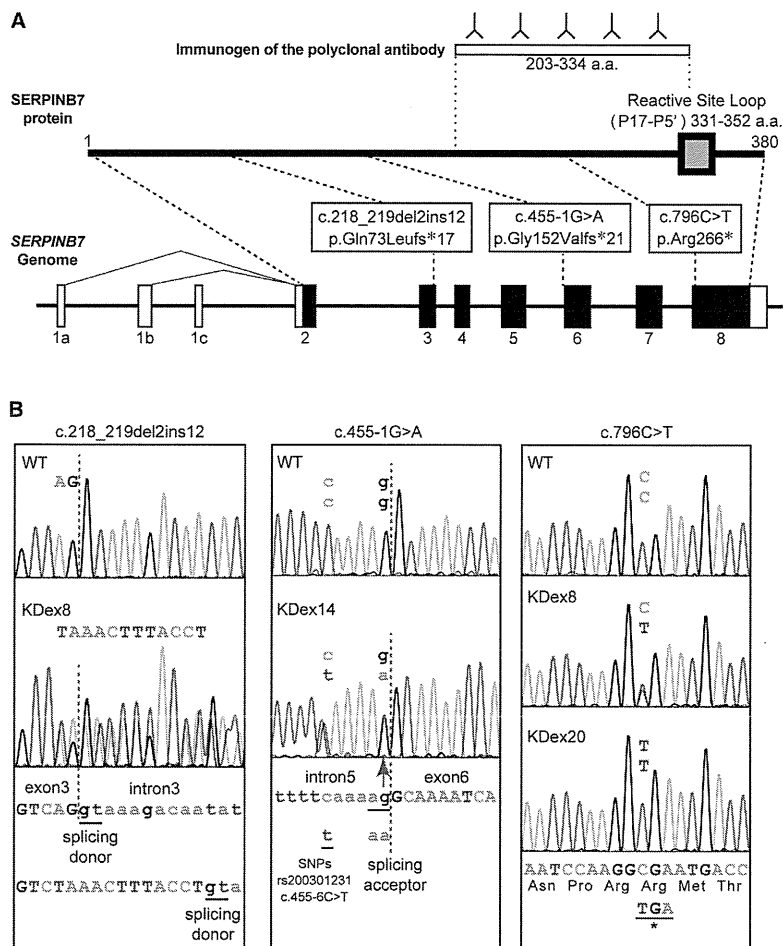 A
Immunogen of the polyclonal antibody
203-334 a.a.
SERPINB7
protein
Reactive Site Loop
(P17-P5') 331-352 a.a.
1
380
c.218_219del2ins12
p.Gln73Leufs*17
c.455-1G>A
p.Gly152Valfs*21
c.796C>T
p.Arg266*
SERPINB7
Genome
1a 1b 1c 2 3 4 5 6 7 8
B
c.218_219del2ins12
WT
AG
KDex8
TAAACTTTACCT
exon3 intron3
GTCAGgtaaagacaatat
splicing
donor
GTCTAAACTTTACCTgta
splicing
donor
c.455-1G>A
WT
c g
c g
KDex14
c g
t a
intron5 exon6
ttttcaaaagGCAAAATCA
t aa
SNPs
rs200301231
c.455-6C>T
splicing
acceptor
c.796C>T
WT
C
C
KDex8
C
T
KDex20
T
T
AATCCAAGGCGAATGACC
Asn Pro Arg Arg Met Thr
TGA
*